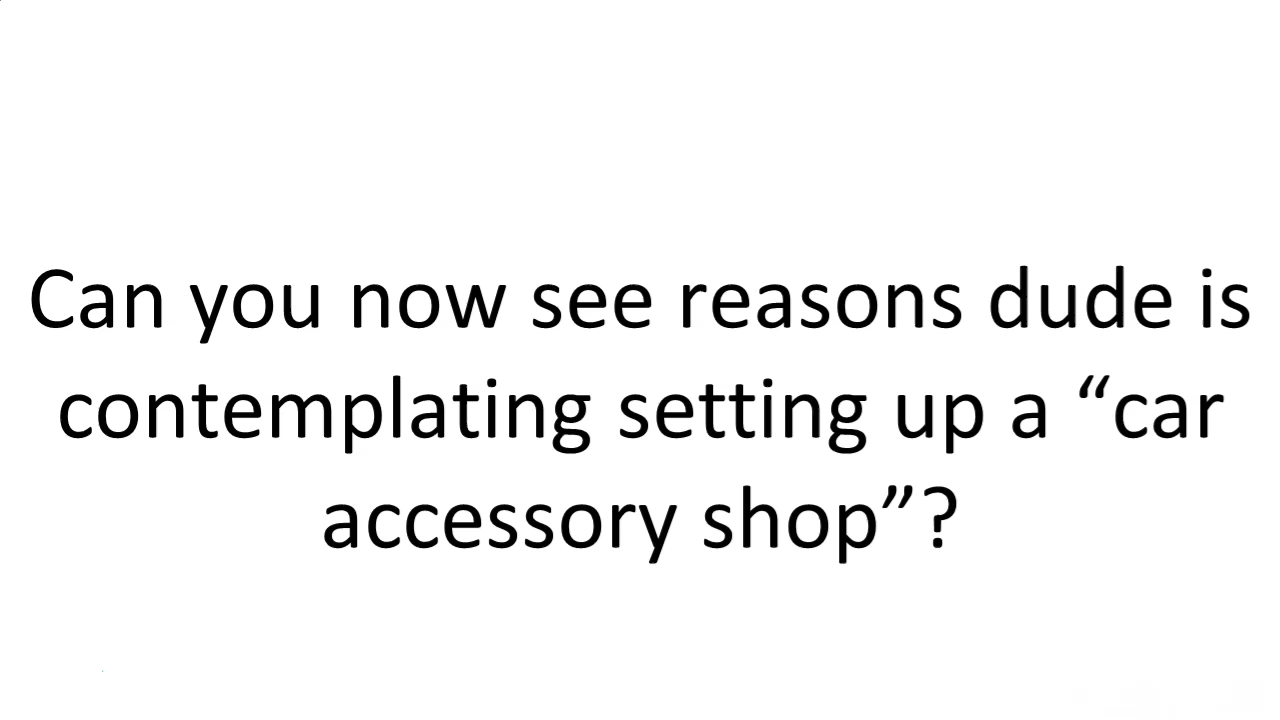 Can you now see reasons dude is
contemplating setting up a “car
accessory shop”?